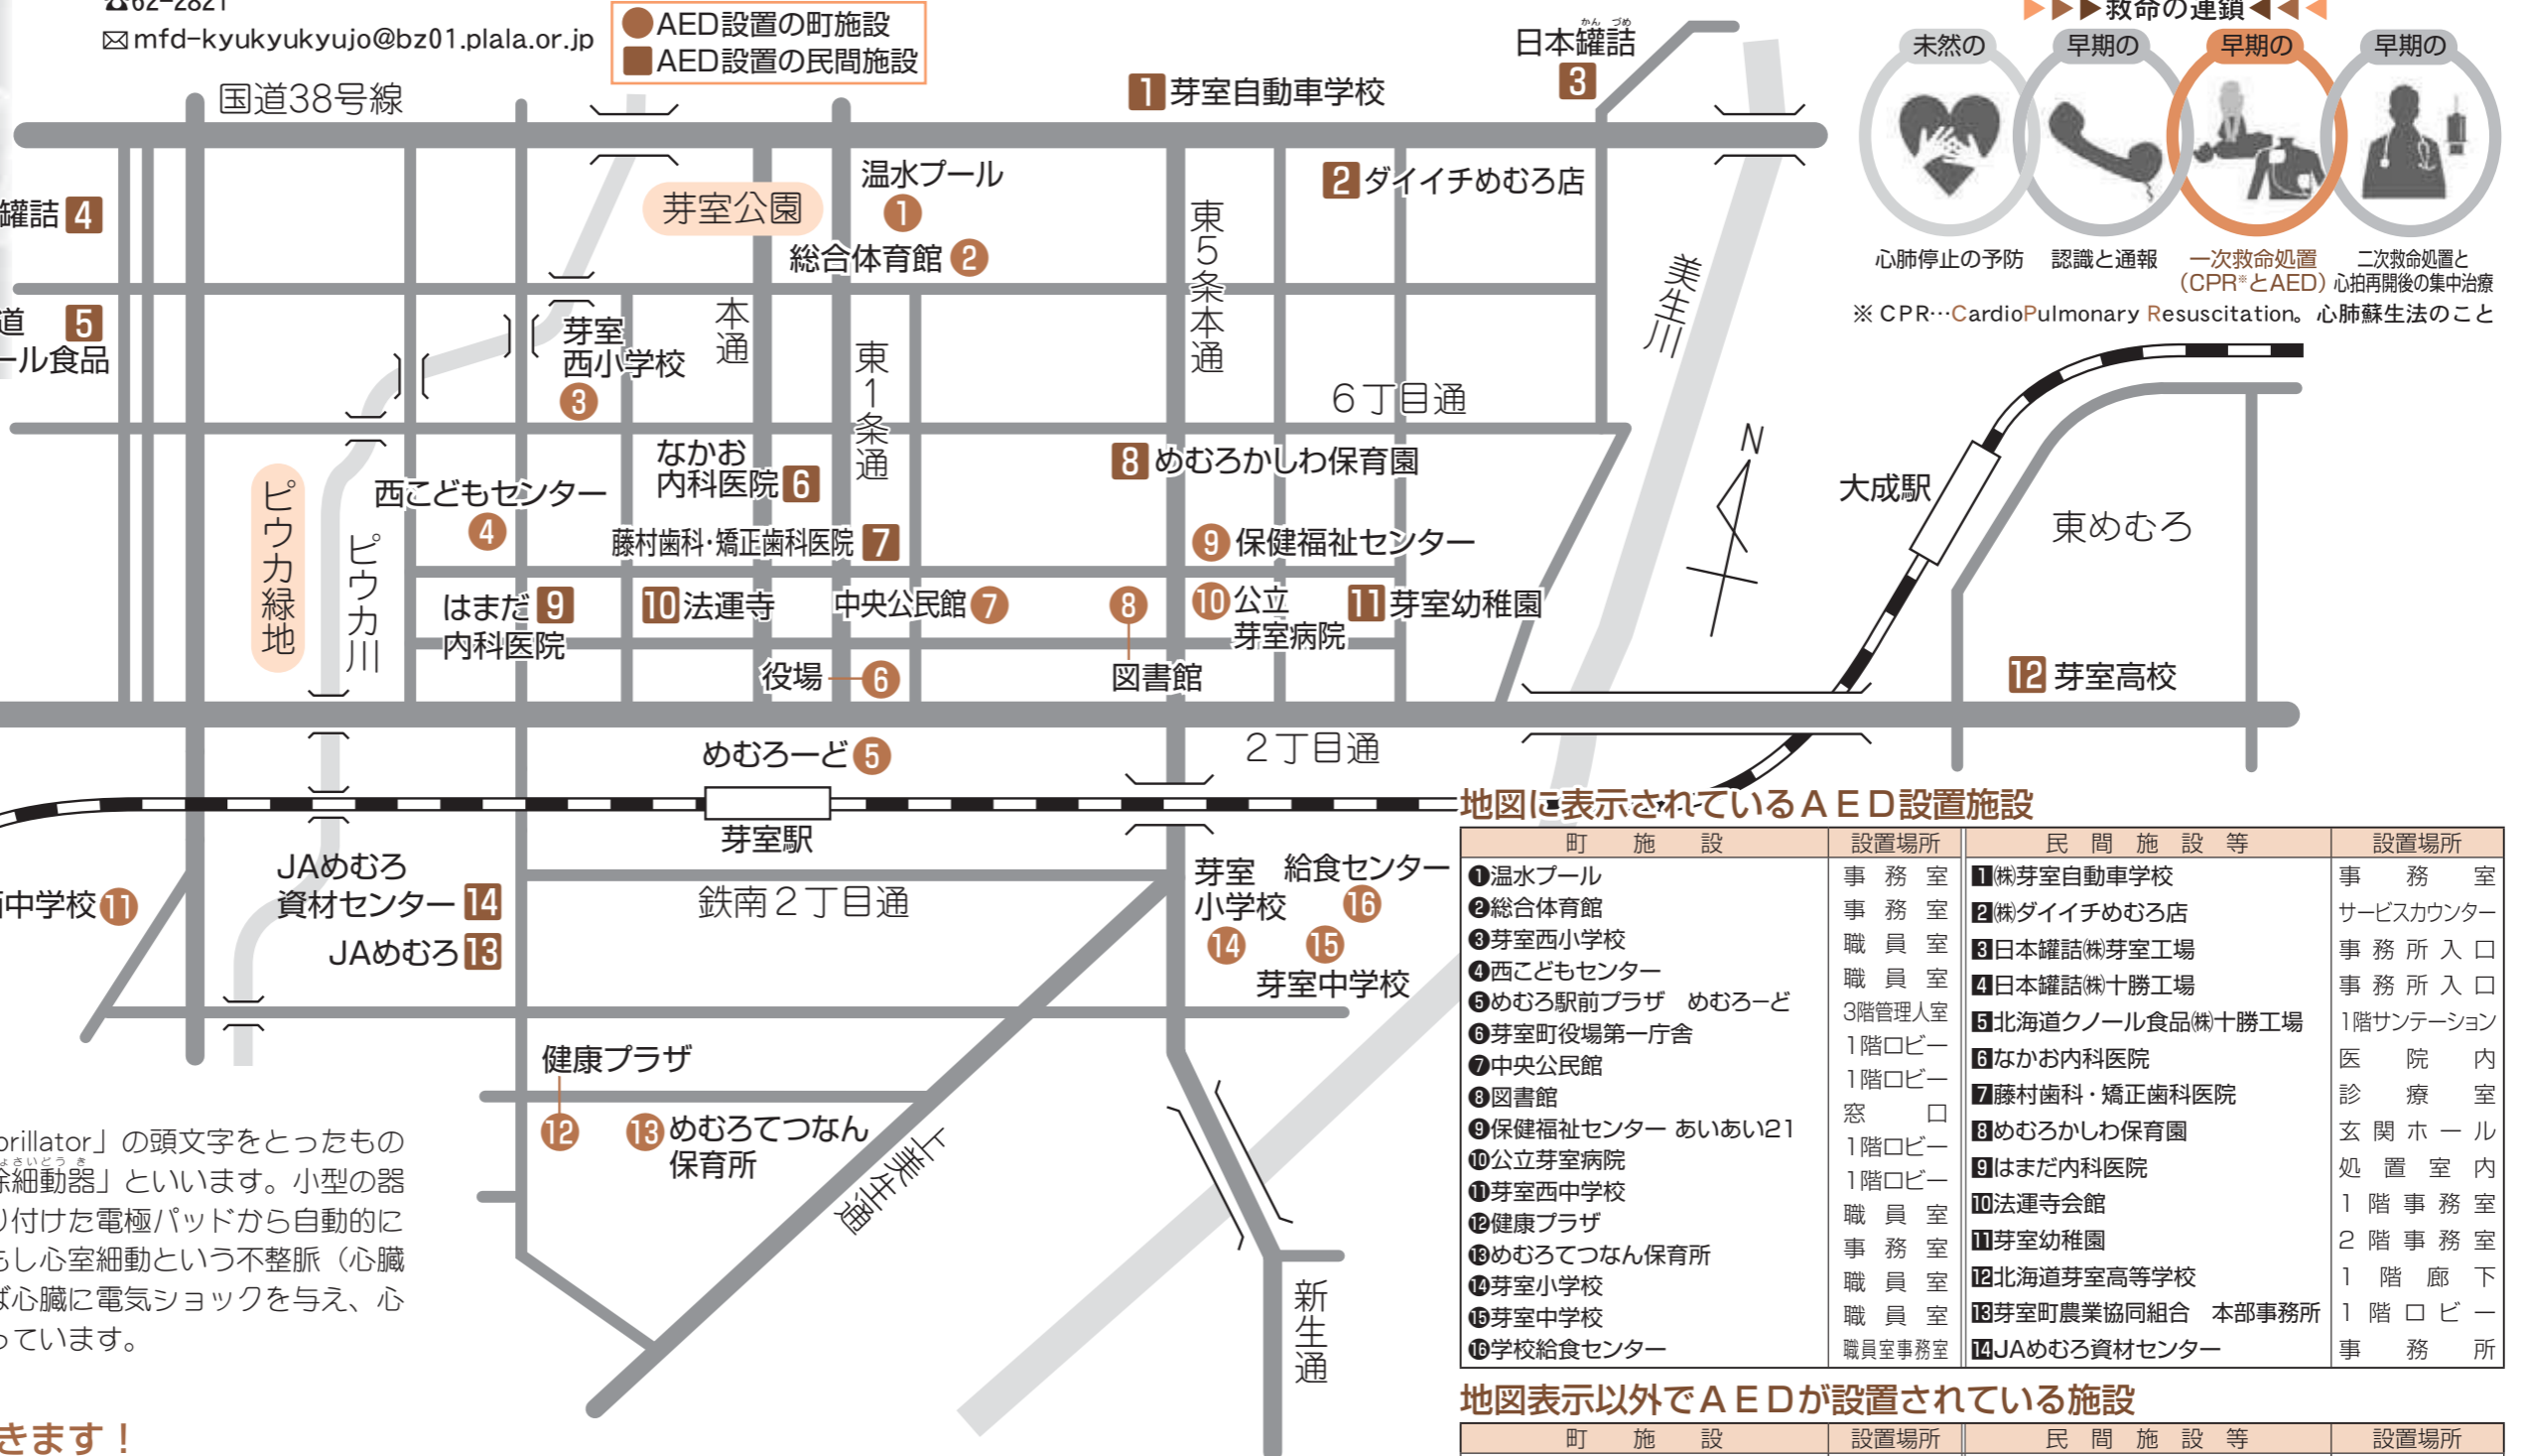 ☎62-2821
✉mfd-kyukyukyujo@bz01.plala.or.jp
●AED設置の町施設
■AED設置の民間施設
▶▶▶救命の連鎖◀◀◀
未然の
早期の
早期の
早期の
心肺停止の予防
認識と通報
一次救命処置
(CPR※とAED)
二次救命処置と
心拍再開後の集中治療
※CPR…CardioPulmonary Resuscitation。心肺蘇生法のこと
国道38号線
1 芽室自動車学校
かん づめ
日本罐詰
3
罐詰 4
道 5
ール食品
芽室公園
温水プール
1
総合体育館 2
2 ダイイチめむろ店
東5条本通
美生川
芽室
西小学校
3
本通
東1条通
6丁目通
N
大成駅
東めむろ
ピウカ緑地
ピウカ川
西こどもセンター
4
なかお
内科医院 6
8 めむろかしわ保育園
藤村歯科・矯正歯科医院 7
9 保健福祉センター
はまだ 9
内科医院
10 法運寺
中央公民館 7
8
図書館
10 公立
芽室病院
11 芽室幼稚園
役場 6
12 芽室高校
めむろーど 5
2丁目通
芽室駅
中学校 11
JAめむろ
資材センター 14
JAめむろ 13
鉄南2丁目通
芽室
小学校
14
給食センター
16
15
芽室中学校
健康プラザ
12
13 めむろてつなん
保育所
上美生通
新生通
brillator」の頭文字をとったもの
よさいどうき
除細動器」といいます。小型の器
り付けた電極パッドから自動的に
もし心室細動という不整脈（心臓
ば心臓に電気ショックを与え、心
っています。
きます！
地図に表示されているAED設置施設
町施設 設置場所 民間施設等 設置場所
❶温水プール 事務室 1㈱芽室自動車学校 事務室
❷総合体育館 事務室 2㈱ダイイチめむろ店 サービスカウンター
❸芽室西小学校 職員室 3日本罐詰㈱芽室工場 事務所入口
❹西こどもセンター 職員室 4日本罐詰㈱十勝工場 事務所入口
❺めむろ駅前プラザ　めむろーど 3階管理人室 5北海道クノール食品㈱十勝工場 1階サンテーション
❻芽室町役場第一庁舎 1階ロビー 6なかお内科医院 医院内
❼中央公民館 1階ロビー 7藤村歯科・矯正歯科医院 診療室
❽図書館 窓口 8めむろかしわ保育園 玄関ホール
❾保健福祉センター あいあい21 1階ロビー 9はまだ内科医院 処置室内
❿公立芽室病院 1階ロビー 10法運寺会館 1階事務室
⓫芽室西中学校 職員室 11芽室幼稚園 2階事務室
⓬健康プラザ 事務室 12北海道芽室高等学校 1階廊下
⓭めむろてつなん保育所 職員室 13芽室町農業協同組合　本部事務所 1階ロビー
⓮芽室小学校 職員室 14JAめむろ資材センター 事務所
⓯芽室中学校 職員室事務室
⓰学校給食センター
地図表示以外でAEDが設置されている施設
町施設 設置場所 民間施設等 設置場所